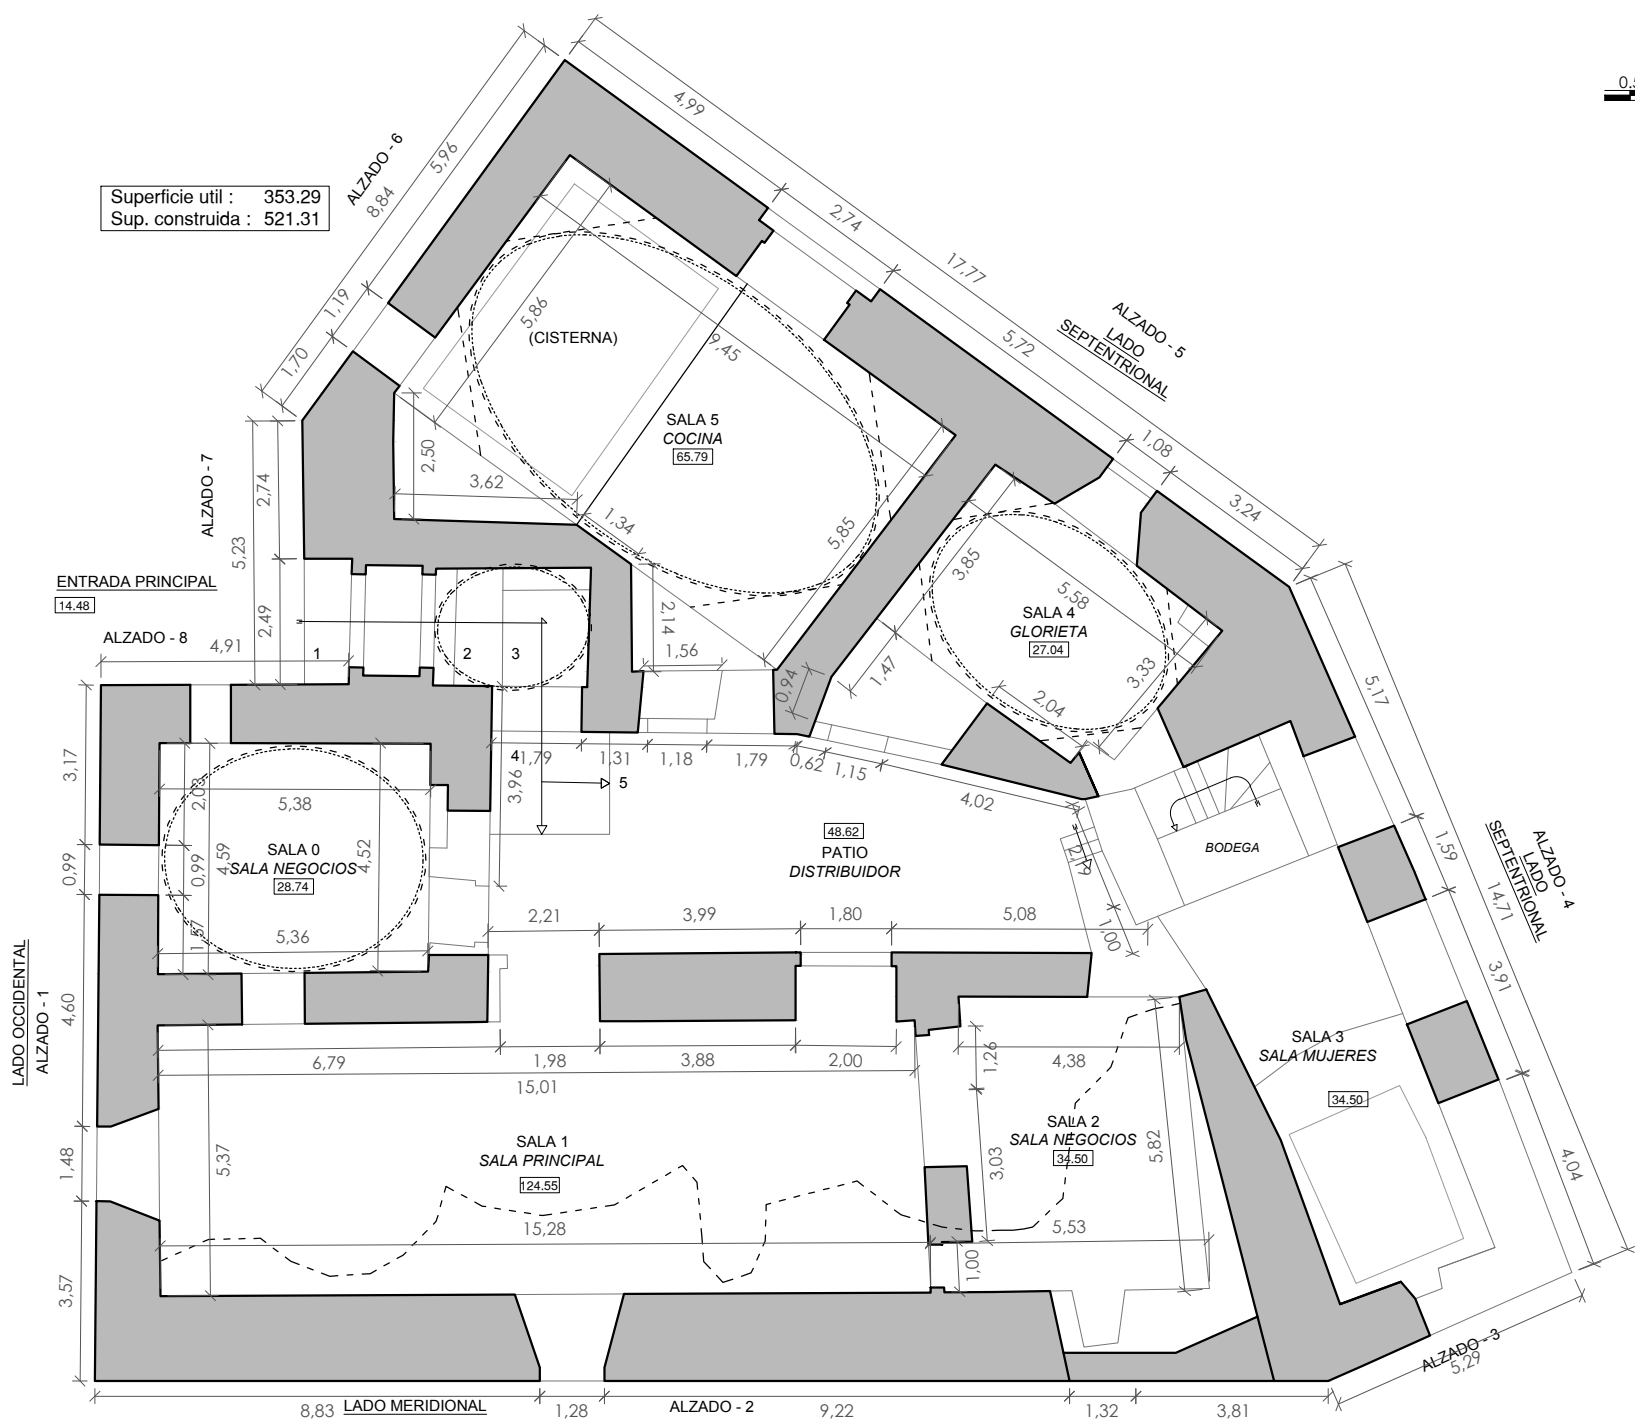 0.5
4,99
ALZADO - 6
5,96
8,84
Superficie util : 353.29
Sup. construida : 521.31
2,74
17,77
ALZADO - 5
LADO
SEPTENTRIONAL
1,19
5,86
(CISTERNA)
9,45
5,72
1,70
SALA 5
COCINA
65.79
1,08
2,50
3,62
3,24
ALZADO - 7
2,74
5,23
1,34
5,85
3,85
5,58
ENTRADA PRINCIPAL
14.48
2,49
2,14
SALA 4
GLORIETA
27.04
ALZADO - 8
4,91
1
2
3
1,56
1,47
3,33
5,17
0,94
2,04
3,17
4
1,79
1,31
1,18
1,79
0,62
1,15
2,03
3,96
5
5,38
4,02
48.62
PATIO
DISTRIBUIDOR
BODEGA
SALA 0
SALA NEGOCIOS
28.74
0,99
0,99
4,59
4,52
1,59
ALZADO - 4
LADO
SEPTENTRIONAL
14,71
2,21
3,99
1,80
5,08
1,00
5,36
LADO OCCIDENTAL
ALZADO - 1
4,60
3,91
6,79
1,98
3,88
2,00
1,26
4,38
15,01
SALA 3
SALA MUJERES
34.50
5,37
SALA 1
SALA PRINCIPAL
124.55
SALA 2
SALA NEGOCIOS
34.50
1,48
3,03
5,82
4,04
15,28
5,53
3,57
1,00
ALZADO - 3
5,29
8,83
LADO MERIDIONAL
1,28
ALZADO - 2
9,22
1,32
3,81